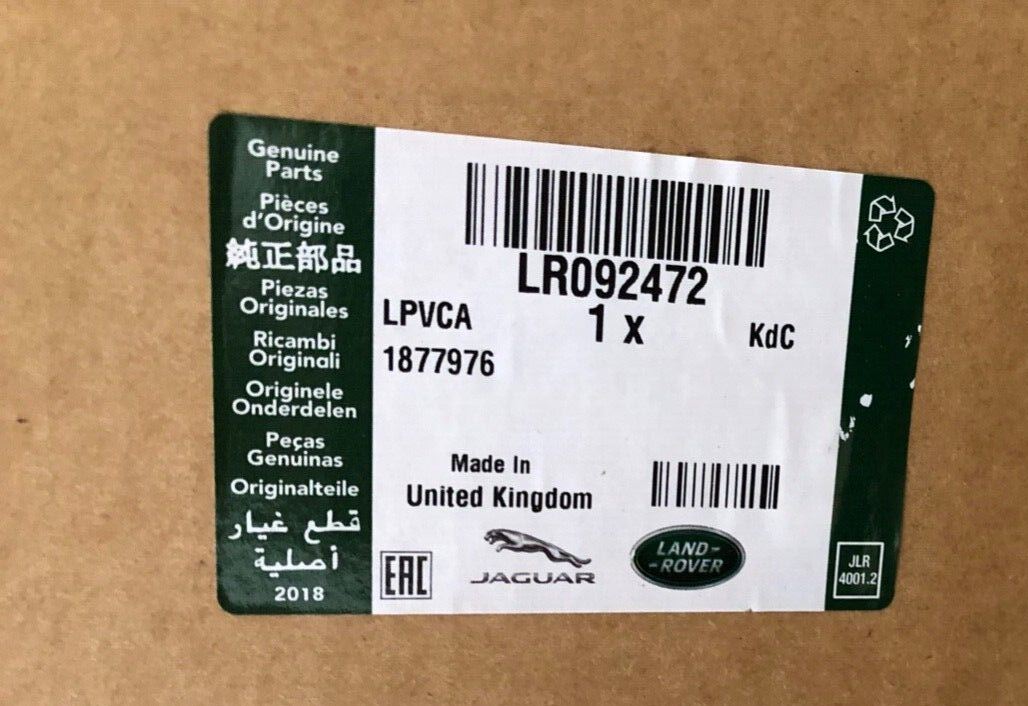 Genuine
Parts
Pièces
d'Origine
純正部品
Piezas
Originales
Ricambi
Originali
Originele
Onderdelen
Peças
Genuinas
Originalteile
قطع غيار
أصلية
2018
LR092472
LPVCA
1 x
KdC
1877976
Made In
United Kingdom
EAC
JAGUAR
LAND-
-ROVER
JLR
4001.2